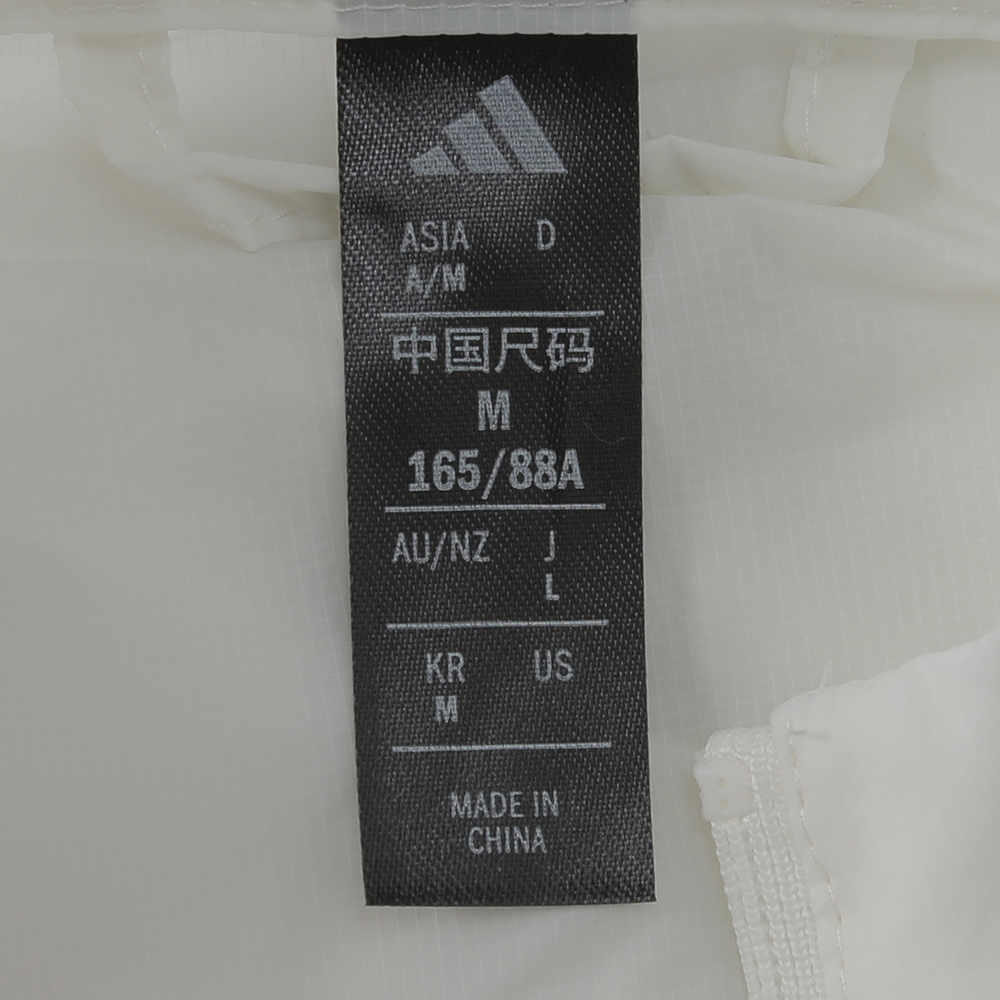 ASIA D
A/M
中国尺码
M
165/88A
AU/NZ J
L
KR US
M
MADE IN
CHINA